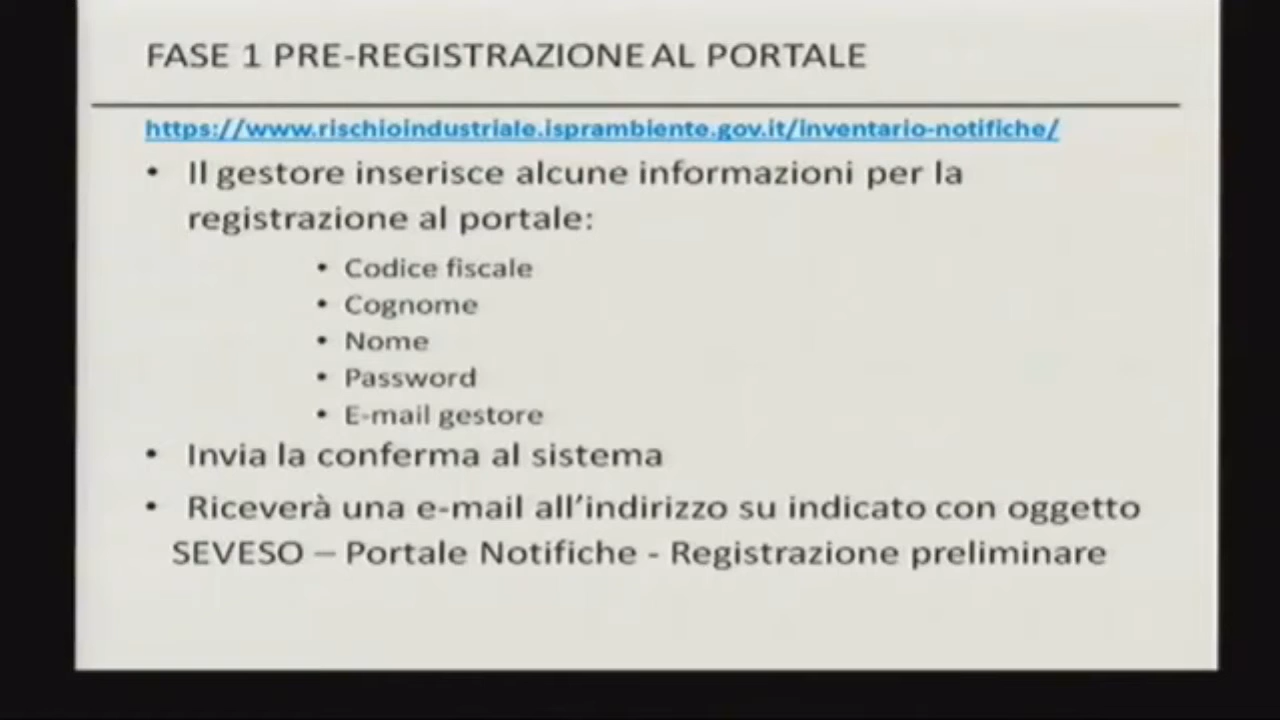 FASE 1 PRE-REGISTRAZIONE AL PORTALE
https://www.rischioindustriale.isprambiente.gov.it/inventario-notifiche/
• Il gestore inserisce alcune informazioni per la
registrazione al portale:
• Codice fiscale
• Cognome
• Nome
• Password
• E-mail gestore
• Invia la conferma al sistema
• Riceverà una e-mail all’indirizzo su indicato con oggetto
SEVESO – Portale Notifiche - Registrazione preliminare